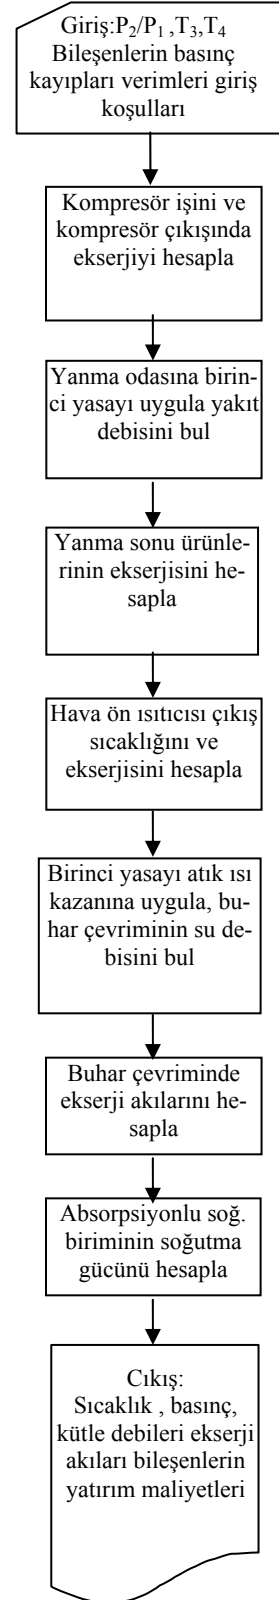 Giriş:P₂/P₁ ,T₃,T₄
Bileşenlerin basınç
kayıpları verimleri giriş
koşulları
Kompresör işini ve
kompresör çıkışında
ekserjiyi hesapla
Yanma odasına birin-
ci yasayı uygula yakıt
debisini bul
Yanma sonu ürünle-
rinin ekserjisini he-
sapla
Hava ön ısıtıcısı çıkış
sıcaklığını ve
ekserjisini hesapla
Birinci yasayı atık ısı
kazanına uygula, bu-
har çevriminin su de-
bisini bul
Buhar çevriminde
ekserji akılarını he-
sapla
Absorpsiyonlu soğ.
biriminin soğutma
gücünü hesapla
Cıkış:
Sıcaklık , basınç,
kütle debileri ekserji
akıları bileşenlerin
yatırım maliyetleri